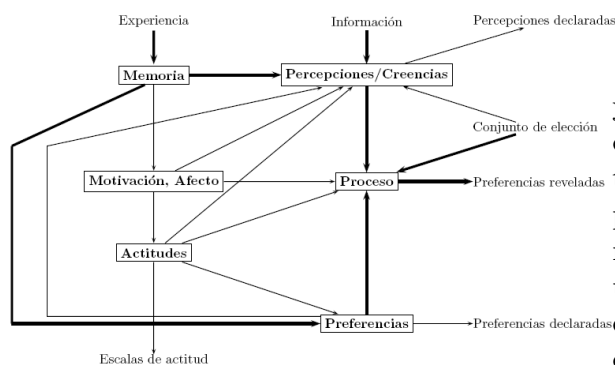 Experiencia
Información
Percepciones declaradas
Memoria
Percepciones/Creencias
Conjunto de elección
Motivación, Afecto
Proceso
Preferencias reveladas
Actitudes
Preferencias
Preferencias declaradas
Escalas de actitud